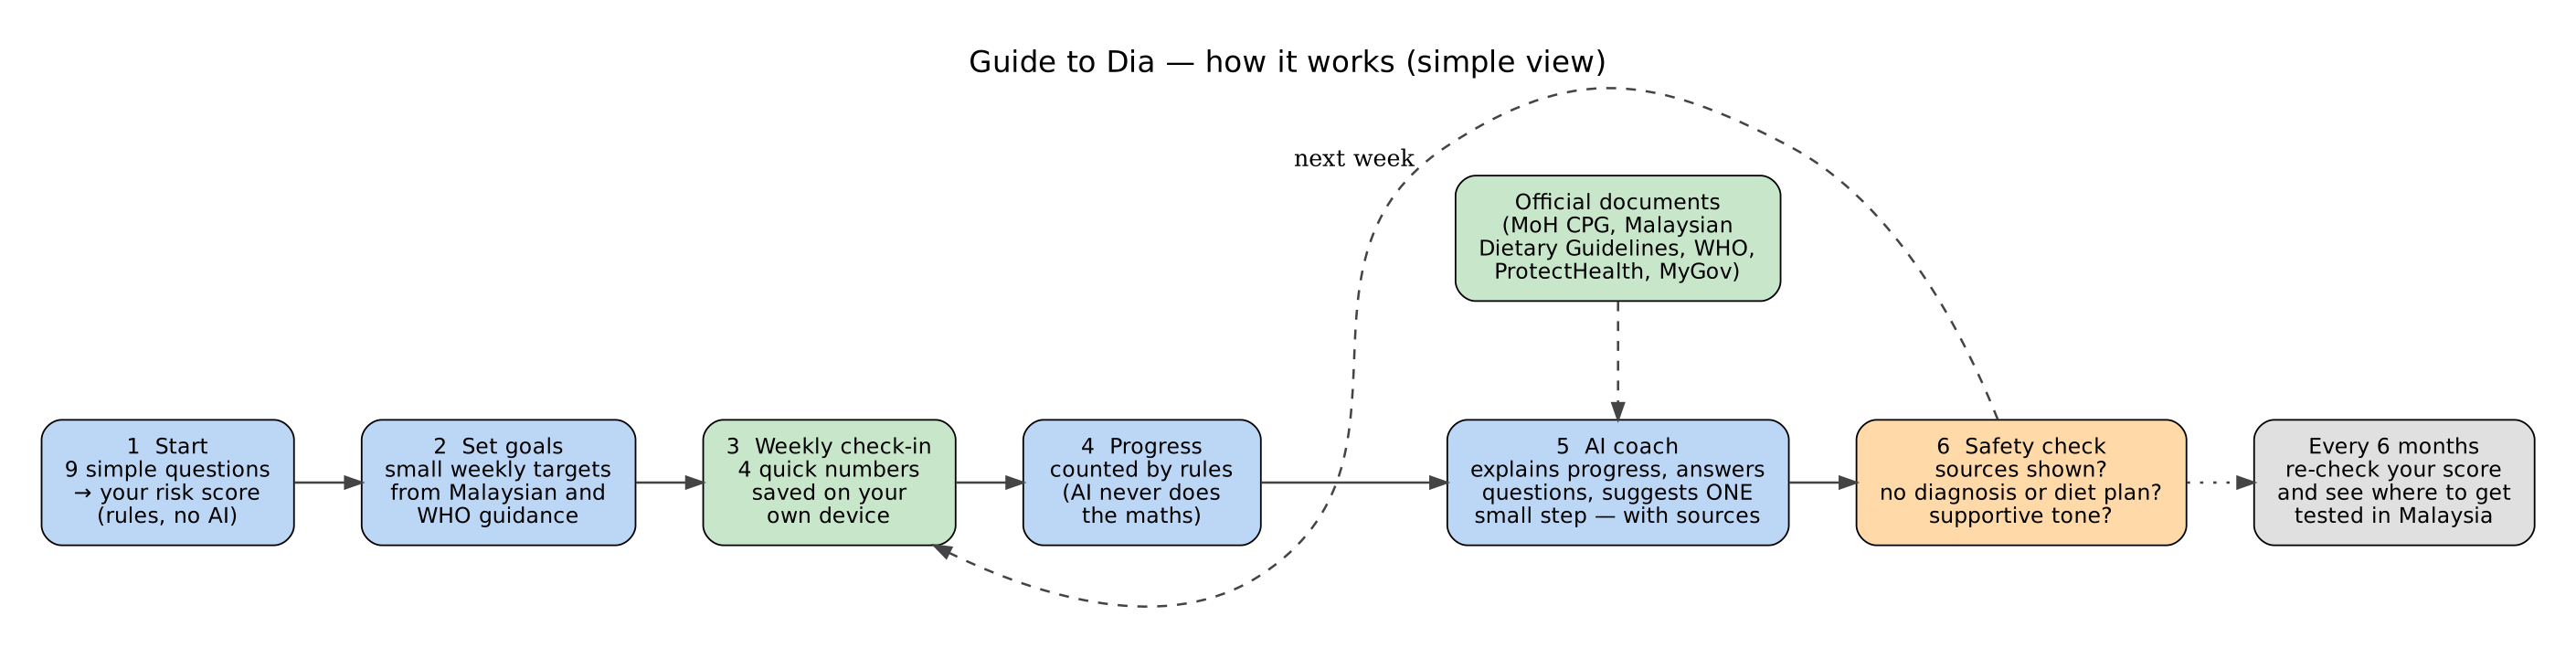 Guide to Dia — how it works (simple view)
next week
Official documents
(MoH CPG, Malaysian
Dietary Guidelines, WHO,
ProtectHealth, MyGov)
1 Start
9 simple questions
→ your risk score
(rules, no AI)
2 Set goals
small weekly targets
from Malaysian and
WHO guidance
3 Weekly check-in
4 quick numbers
saved on your
own device
4 Progress
counted by rules
(AI never does
the maths)
5 AI coach
explains progress, answers
questions, suggests ONE
small step — with sources
6 Safety check
sources shown?
no diagnosis or diet plan?
supportive tone?
Every 6 months
re-check your score
and see where to get
tested in Malaysia